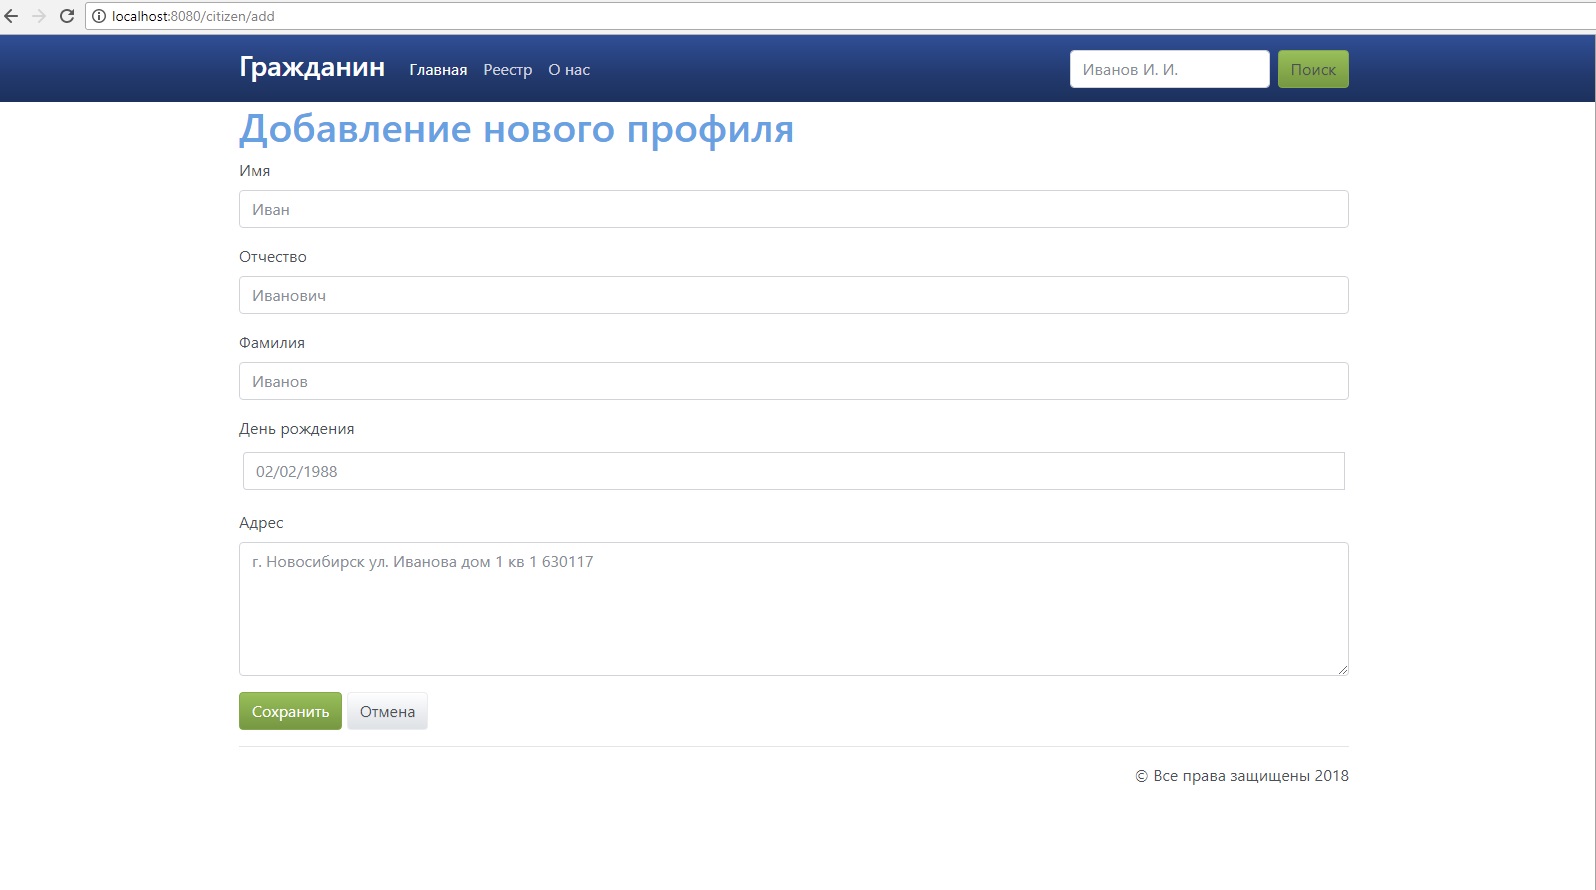 localhost:8080/citizen/add
Гражданин Главная Реестр О нас Иванов И. И. Поиск
Добавление нового профиля
Имя
Иван
Отчество
Иванович
Фамилия
Иванов
День рождения
02/02/1988
Адрес
г. Новосибирск ул. Иванова дом 1 кв 1 630117
Сохранить Отмена
© Все права защищены 2018